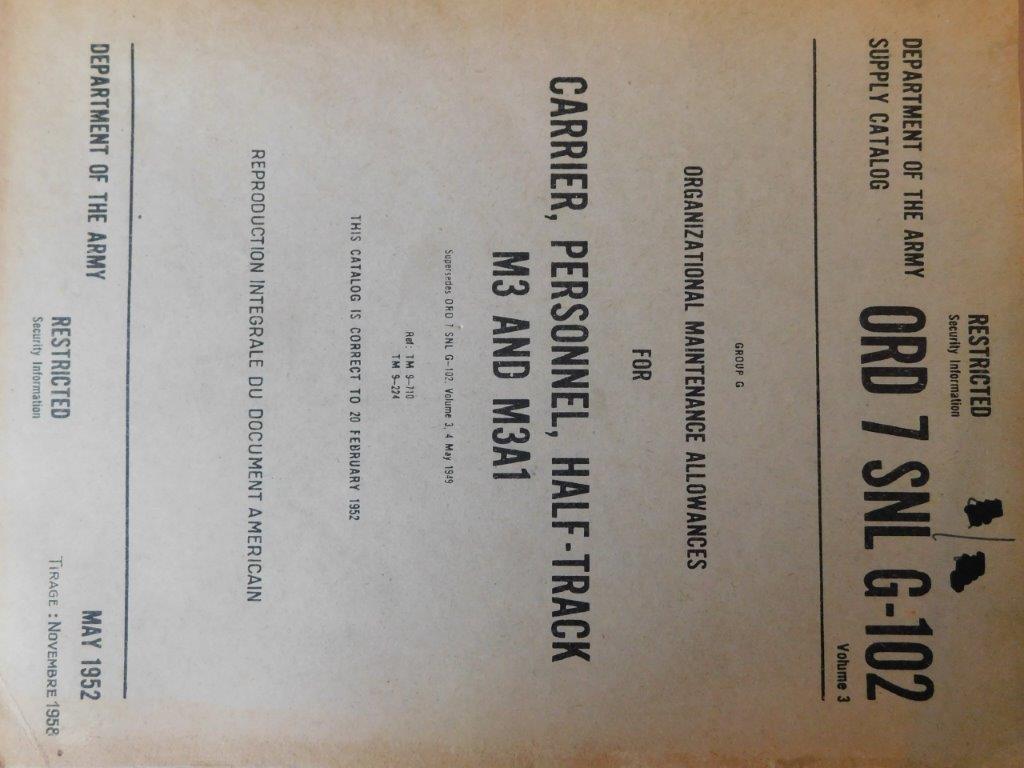 RESTRICTED
Security Information
DEPARTMENT OF THE ARMY
SUPPLY CATALOG
ORD 7 SNL G-102
Volume 3
GROUP G
ORGANIZATIONAL MAINTENANCE ALLOWANCES
FOR
CARRIER, PERSONNEL, HALF-TRACK
M3 AND M3A1
Supersedes ORD 7 SNL G-102, Volume 3, 4 May 1949
Ref: TM 9-710
TM 9-224
THIS CATALOG IS CORRECT TO 20 FEBRUARY 1952
REPRODUCTION INTEGRALE DU DOCUMENT AMERICAIN
DEPARTMENT OF THE ARMY
MAY 1952
RESTRICTED
Security Information
TIRAGE : NOVEMBRE 1958